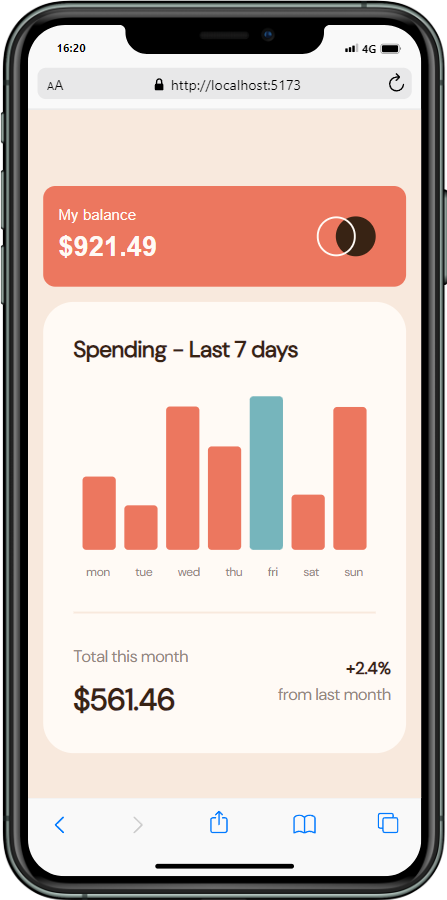 16:20
4G
AA
http://localhost:5173
My balance
$921.49
Spending - Last 7 days
mon tue wed thu fri sat sun
Total this month
$561.46
+2.4%
from last month